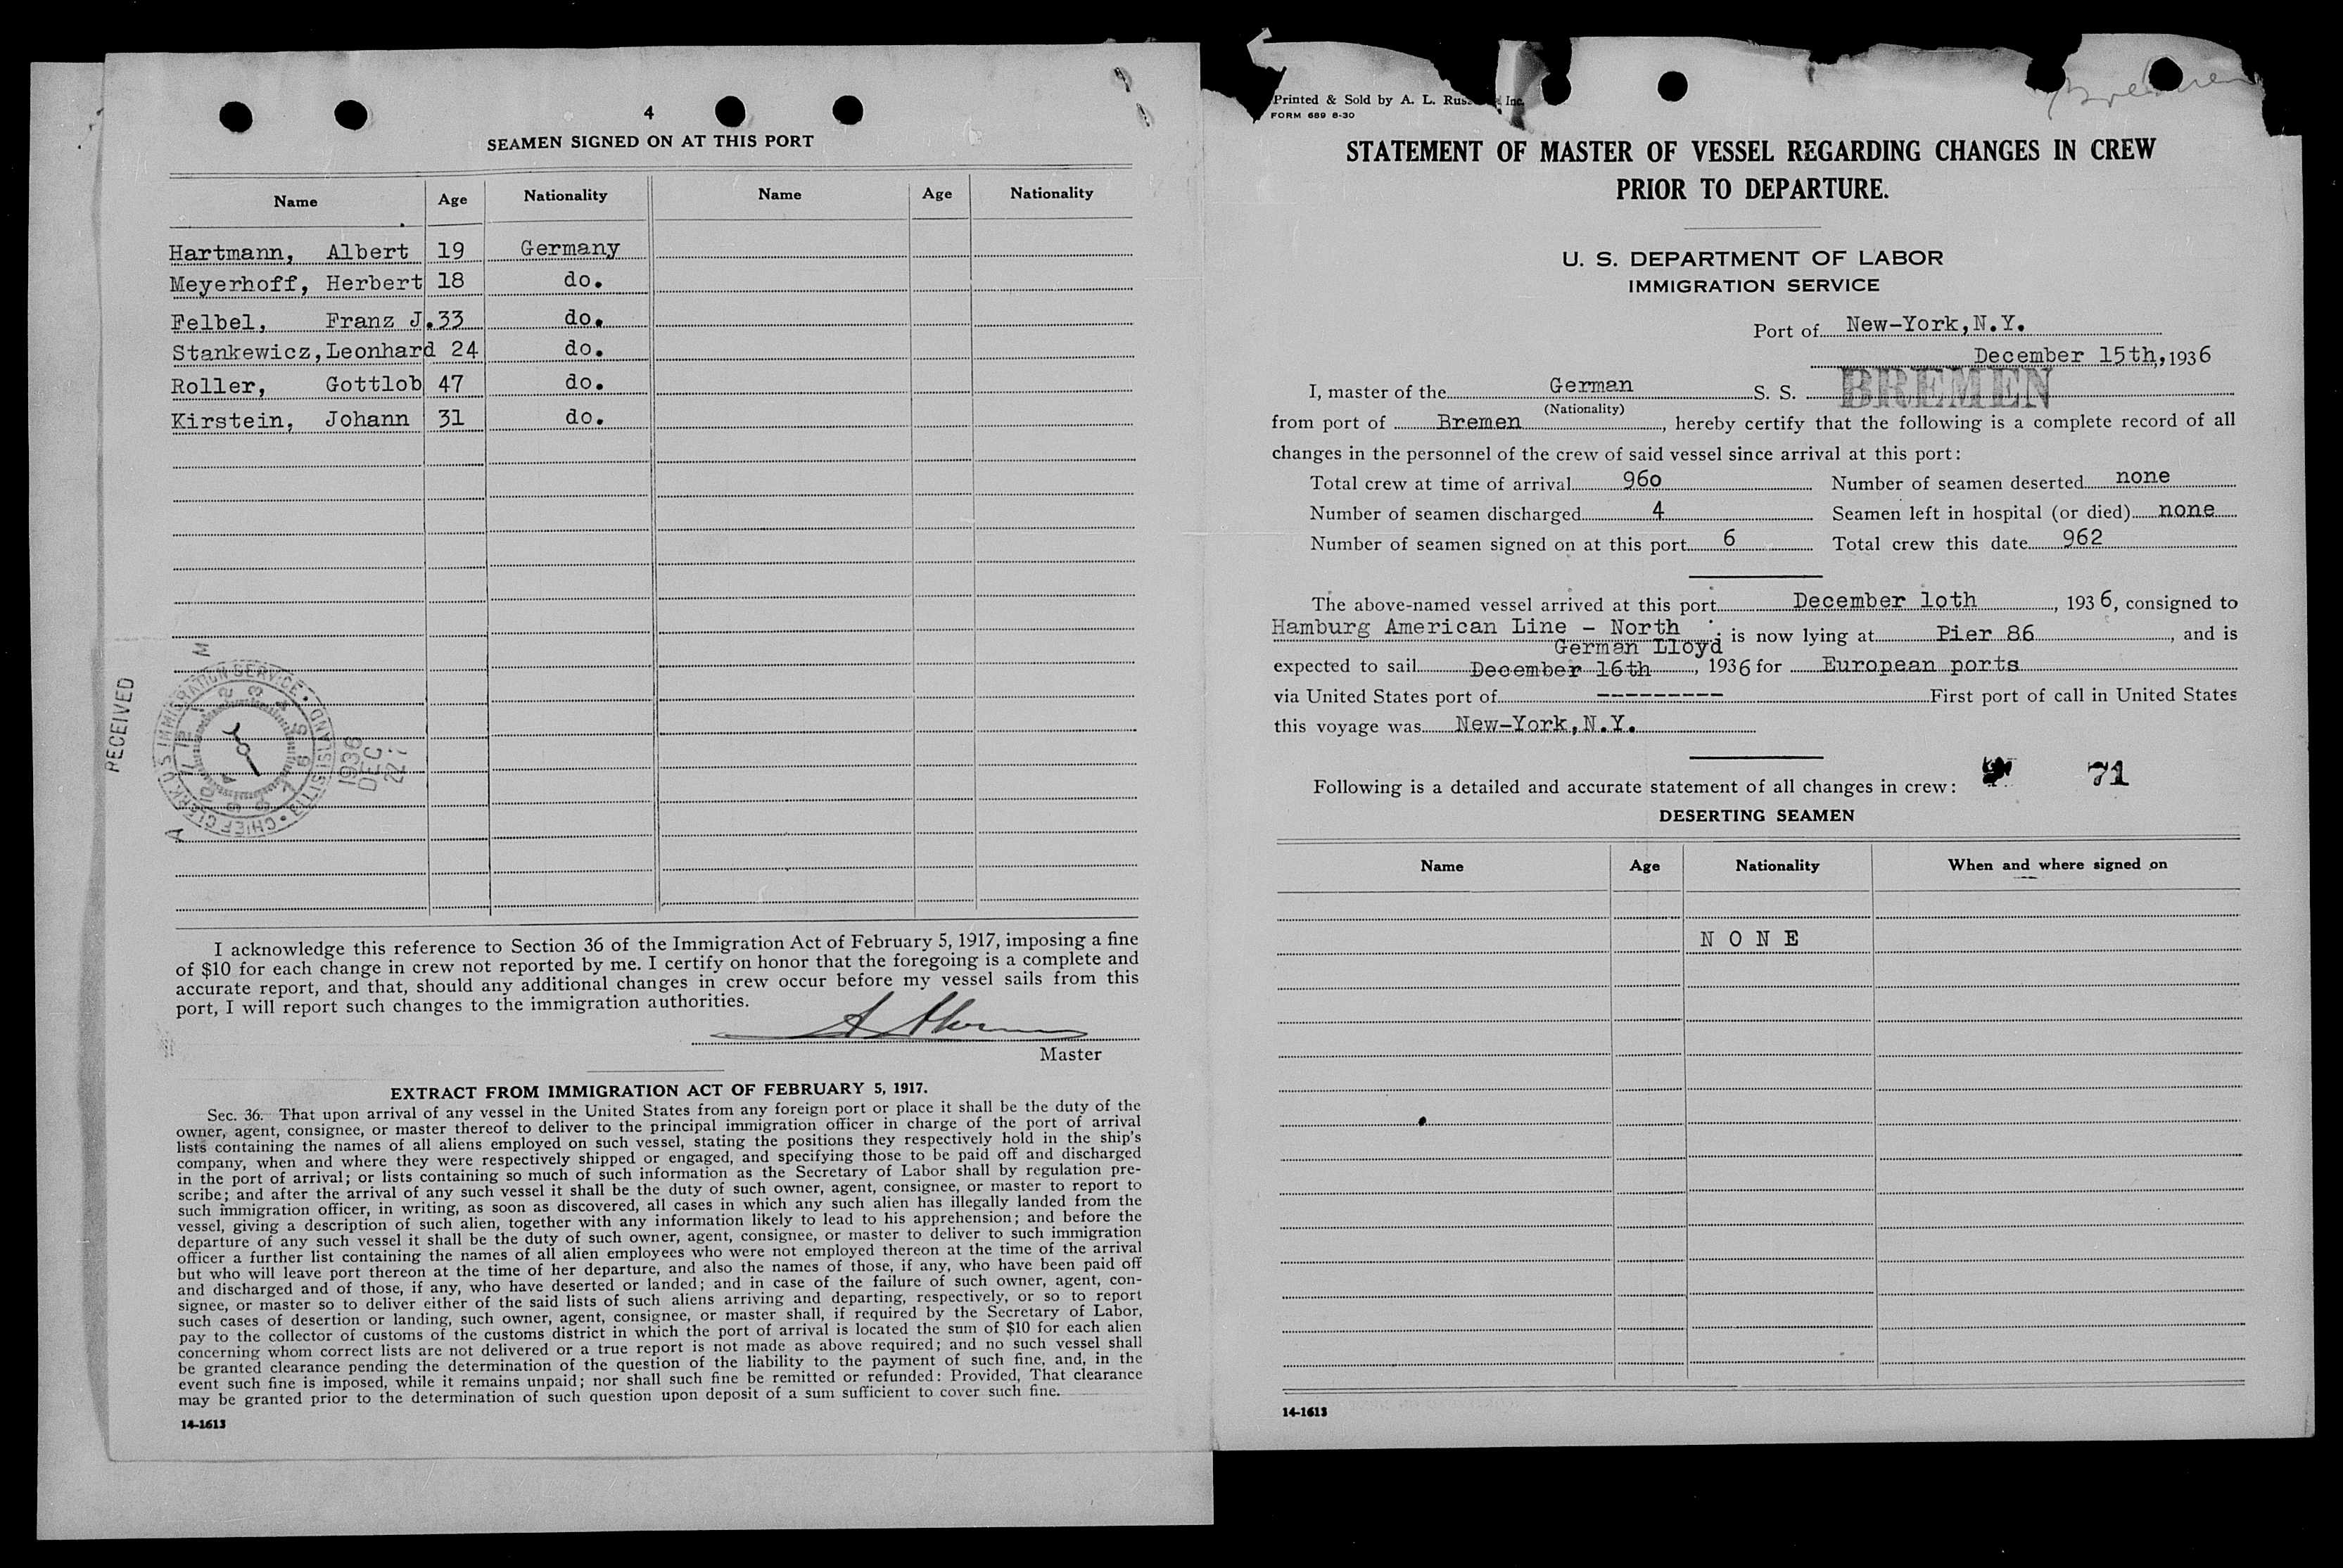 4
SEAMEN SIGNED ON AT THIS PORT
Name Age Nationality Name Age Nationality
Hartmann, Albert 19 Germany
Meyerhoff, Herbert 18 do.
Felbel, Franz J. 33 do.
Stankewicz, Leonhard 24 do.
Roller, Gottlob 47 do.
Kirstein, Johann 31 do.
RECEIVED
M
U.S. IMMIGRATION SERVICE
CHIEF CLERK
A
1936
DEC
I acknowledge this reference to Section 36 of the Immigration Act of February 5, 1917, imposing a fine
of $10 for each change in crew not reported by me. I certify on honor that the foregoing is a complete and
accurate report, and that, should any additional changes in crew occur before my vessel sails from this
port, I will report such changes to the immigration authorities.
Master
EXTRACT FROM IMMIGRATION ACT OF FEBRUARY 5, 1917.
Sec. 36. That upon arrival of any vessel in the United States from any foreign port or place it shall be the duty of the
owner, agent, consignee, or master thereof to deliver to the principal immigration officer in charge of the port of arrival
lists containing the names of all aliens employed on such vessel, stating the positions they respectively hold in the ship's
company, when and where they were respectively shipped or engaged, and specifying those to be paid off and discharged
in the port of arrival; or lists containing so much of such information as the Secretary of Labor shall by regulation pre-
scribe; and after the arrival of any such vessel it shall be the duty of such owner, agent, consignee, or master to report to
such immigration officer, in writing, as soon as discovered, all cases in which any such alien has illegally landed from the
vessel, giving a description of such alien, together with any information likely to lead to his apprehension; and before the
departure of any such vessel it shall be the duty of such owner, agent, consignee, or master to deliver to such immigration
officer a further list containing the names of all alien employees who were not employed thereon at the time of the arrival
but who will leave port thereon at the time of her departure, and also the names of those, if any, who have been paid off
and discharged and of those, if any, who have deserted or landed; and in case of the failure of such owner, agent, con-
signee, or master so to deliver either of the said lists of such aliens arriving and departing, respectively, or so to report
such cases of desertion or landing, such owner, agent, consignee, or master shall, if required by the Secretary of Labor,
pay to the collector of customs of the customs district in which the port of arrival is located the sum of $10 for each alien
concerning whom correct lists are not delivered or a true report is not made as above required; and no such vessel shall
be granted clearance pending the determination of the question of the liability to the payment of such fine, and, in the
event such fine is imposed, while it remains unpaid; nor shall such fine be remitted or refunded: Provided, That clearance
may be granted prior to the determination of such question upon deposit of a sum sufficient to cover such fine.
14-1613
Bremen
Printed & Sold by A. L. Inc.
FORM 689 8-30
STATEMENT OF MASTER OF VESSEL REGARDING CHANGES IN CREW
PRIOR TO DEPARTURE.
U. S. DEPARTMENT OF LABOR
IMMIGRATION SERVICE
Port of New-York, N.Y.
December 15th, 1936
I, master of the German S. S. BREMEN
(Nationality)
from port of Bremen, hereby certify that the following is a complete record of all
changes in the personnel of the crew of said vessel since arrival at this port:
Total crew at time of arrival 96o Number of seamen deserted none
Number of seamen discharged 4 Seamen left in hospital (or died) none
Number of seamen signed on at this port 6 Total crew this date 962
The above-named vessel arrived at this port December 1oth, 1936, consigned to
Hamburg American Line - North
German Lloyd; is now lying at Pier 86, and is
expected to sail December 16th, 1936 for European ports
via United States port of ---------- First port of call in United States
this voyage was New-York, N.Y.
Following is a detailed and accurate statement of all changes in crew: 71
DESERTING SEAMEN
Name Age Nationality When and where signed on
N O N E
14-1613